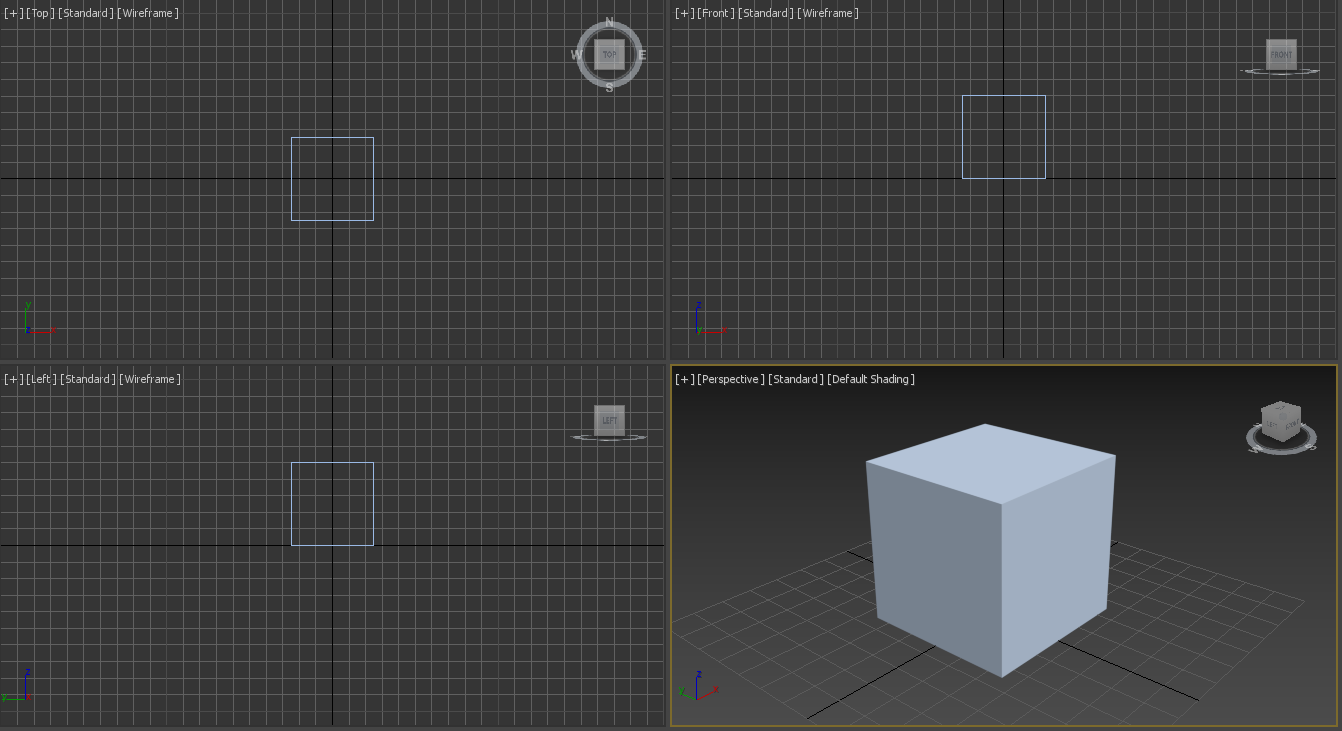 [+] [Top] [Standard] [Wireframe]
N
W TOP E
S
y
z
[+] [Front] [Standard] [Wireframe]
FRONT
z
y
[+] [Left] [Standard] [Wireframe]
LEFT
z
y x
[+] [Perspective] [Standard] [Default Shading]
z
y x